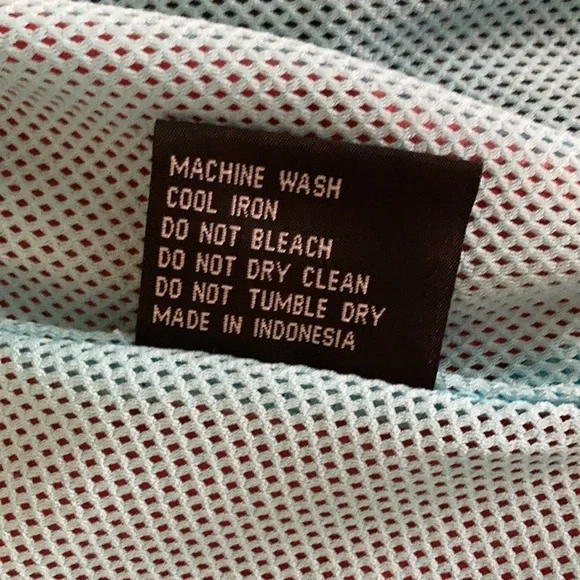 MACHINE WASH
COOL IRON
DO NOT BLEACH
DO NOT DRY CLEAN
DO NOT TUMBLE DRY
MADE IN INDONESIA